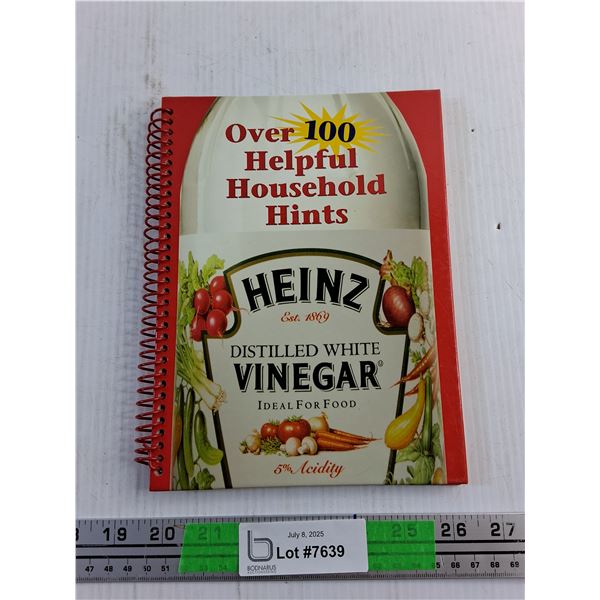 Over 100
Helpful
Household
Hints
HEINZ
Est. 1869
DISTILLED WHITE
VINEGAR®
IDEAL FOR FOOD
5% Acidity
19 20 21 25 26 27
July 8, 2025
Lot #7639
BODNARUS
AUCTIONEERING